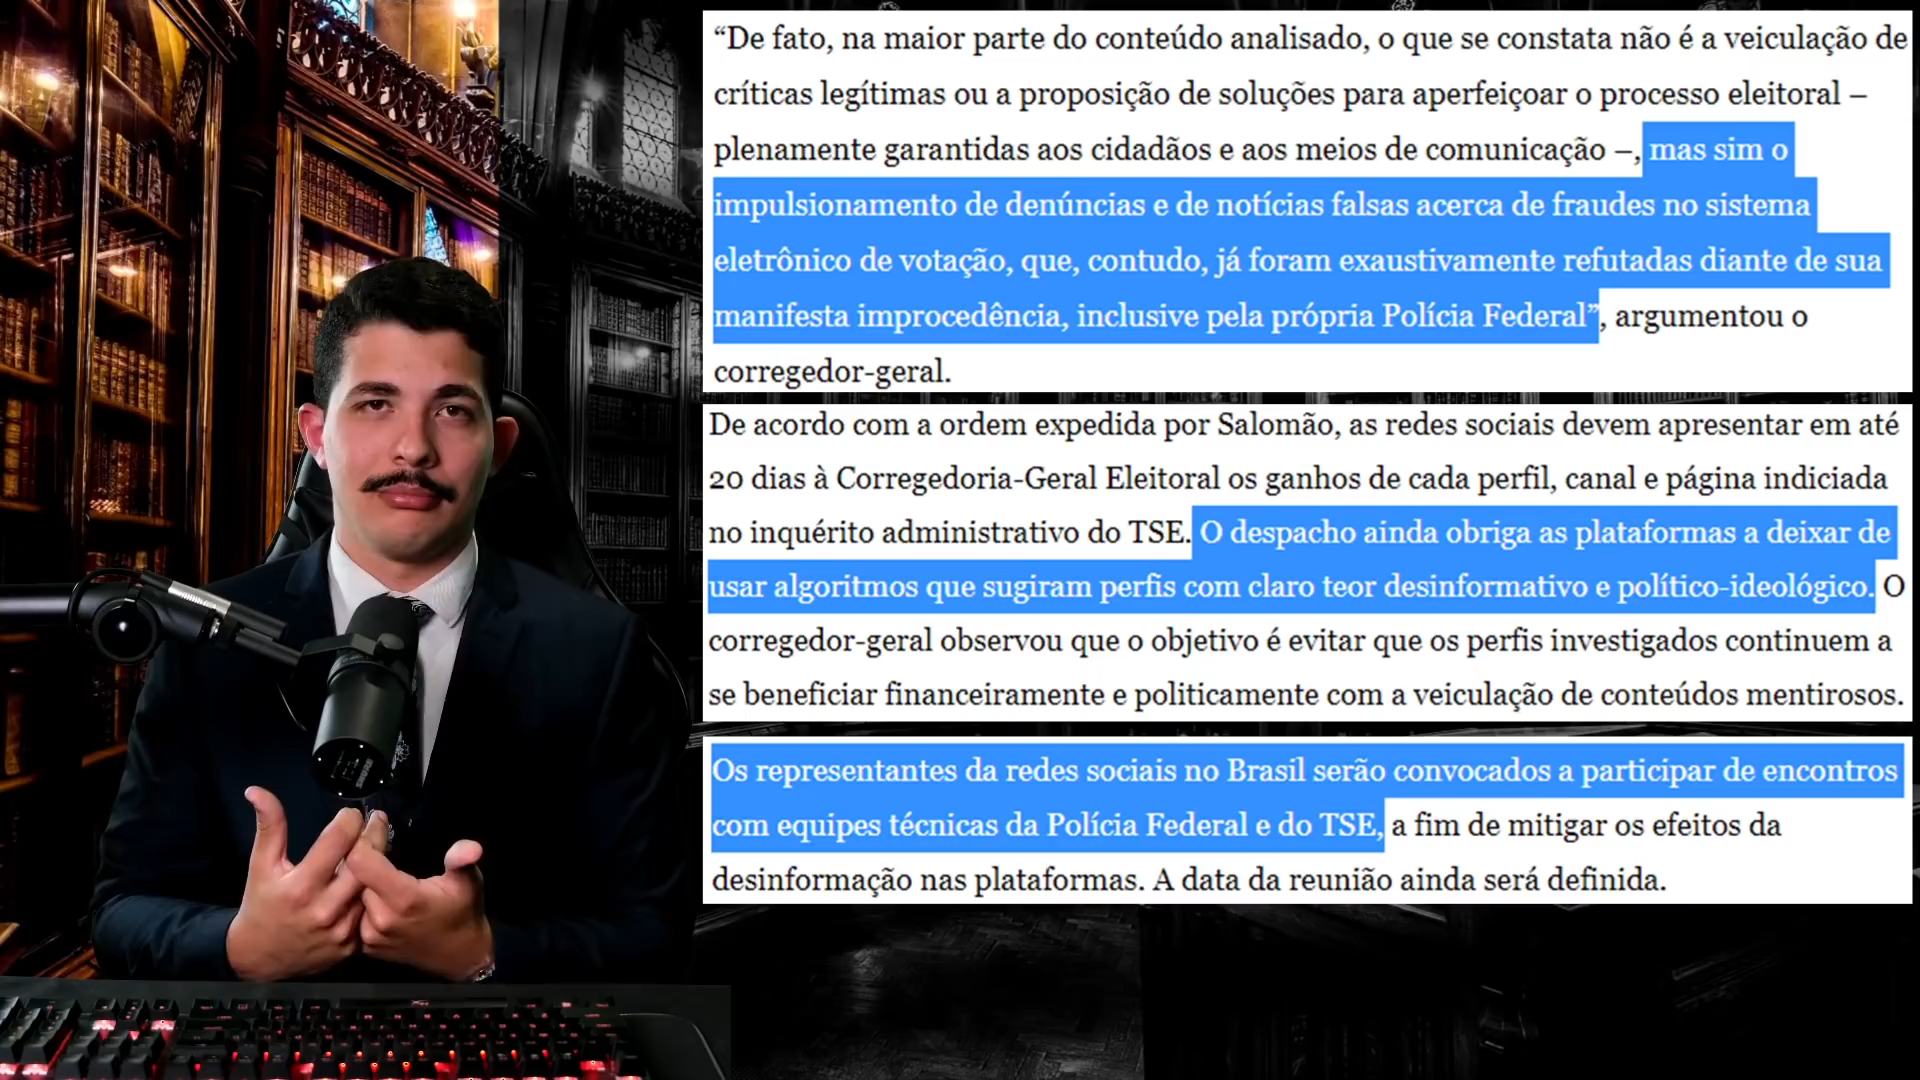 “De fato, na maior parte do conteúdo analisado, o que se constata não é a veiculação de
críticas legítimas ou a proposição de soluções para aperfeiçoar o processo eleitoral –
plenamente garantidas aos cidadãos e aos meios de comunicação –, mas sim o
impulsionamento de denúncias e de notícias falsas acerca de fraudes no sistema
eletrônico de votação, que, contudo, já foram exaustivamente refutadas diante de sua
manifesta improcedência, inclusive pela própria Polícia Federal”, argumentou o
corregedor-geral.
De acordo com a ordem expedida por Salomão, as redes sociais devem apresentar em até
20 dias à Corregedoria-Geral Eleitoral os ganhos de cada perfil, canal e página indiciada
no inquérito administrativo do TSE. O despacho ainda obriga as plataformas a deixar de
usar algoritmos que sugiram perfis com claro teor desinformativo e político-ideológico. O
corregedor-geral observou que o objetivo é evitar que os perfis investigados continuem a
se beneficiar financeiramente e politicamente com a veiculação de conteúdos mentirosos.
Os representantes da redes sociais no Brasil serão convocados a participar de encontros
com equipes técnicas da Polícia Federal e do TSE, a fim de mitigar os efeitos da
desinformação nas plataformas. A data da reunião ainda será definida.
SHURE